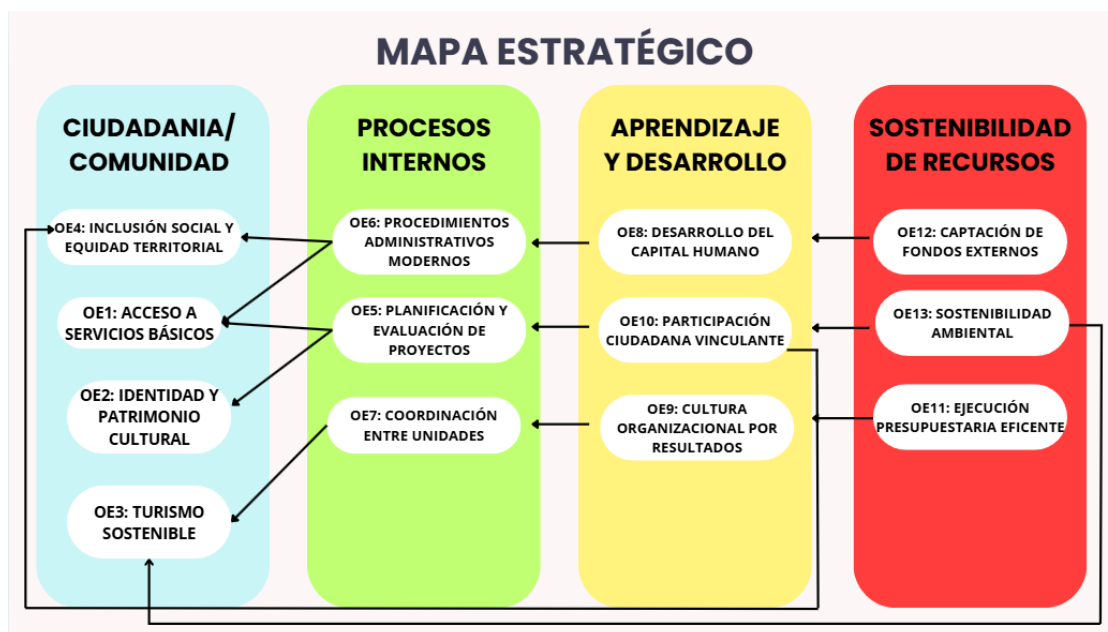 MAPA ESTRATÉGICO
CIUDADANIA/
COMUNIDAD
OE4: INCLUSIÓN SOCIAL Y
EQUIDAD TERRITORIAL
OE1: ACCESO A
SERVICIOS BÁSICOS
OE2: IDENTIDAD Y
PATRIMONIO
CULTURAL
OE3: TURISMO
SOSTENIBLE
PROCESOS
INTERNOS
OE6: PROCEDIMIENTOS
ADMINISTRATIVOS
MODERNOS
OE5: PLANIFICACIÓN Y
EVALUACIÓN DE
PROYECTOS
OE7: COORDINACIÓN
ENTRE UNIDADES
APRENDIZAJE
Y DESARROLLO
OE8: DESARROLLO DEL
CAPITAL HUMANO
OE10: PARTICIPACIÓN
CIUDADANA VINCULANTE
OE9: CULTURA
ORGANIZACIONAL POR
RESULTADOS
SOSTENIBILIDAD
DE RECURSOS
OE12: CAPTACIÓN DE
FONDOS EXTERNOS
OE13: SOSTENIBILIDAD
AMBIENTAL
OE11: EJECUCIÓN
PRESUPUESTARIA EFICENTE